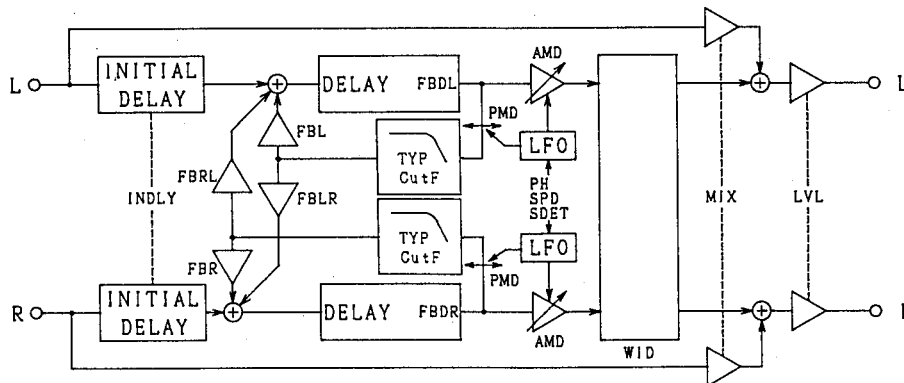 L
INITIAL
DELAY
DELAY
FBDL
AMD
L
FBL
PMD
LFO
TYP
CutF
FBRL
FBLR
INDLY
PH
SPD
SDET
MIX
LVL
TYP
CutF
LFO
FBR
PMD
R
INITIAL
DELAY
DELAY
FBDR
AMD
WID